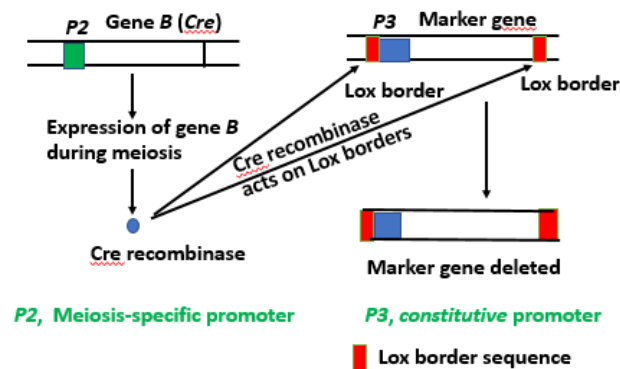 P2 Gene B (Cre)
P3 Marker gene
Lox border
Lox border
Expression of gene B
during meiosis
Cre recombinase
acts on Lox borders
Cre recombinase
Marker gene deleted
P2, Meiosis-specific promoter
P3, constitutive promoter
Lox border sequence